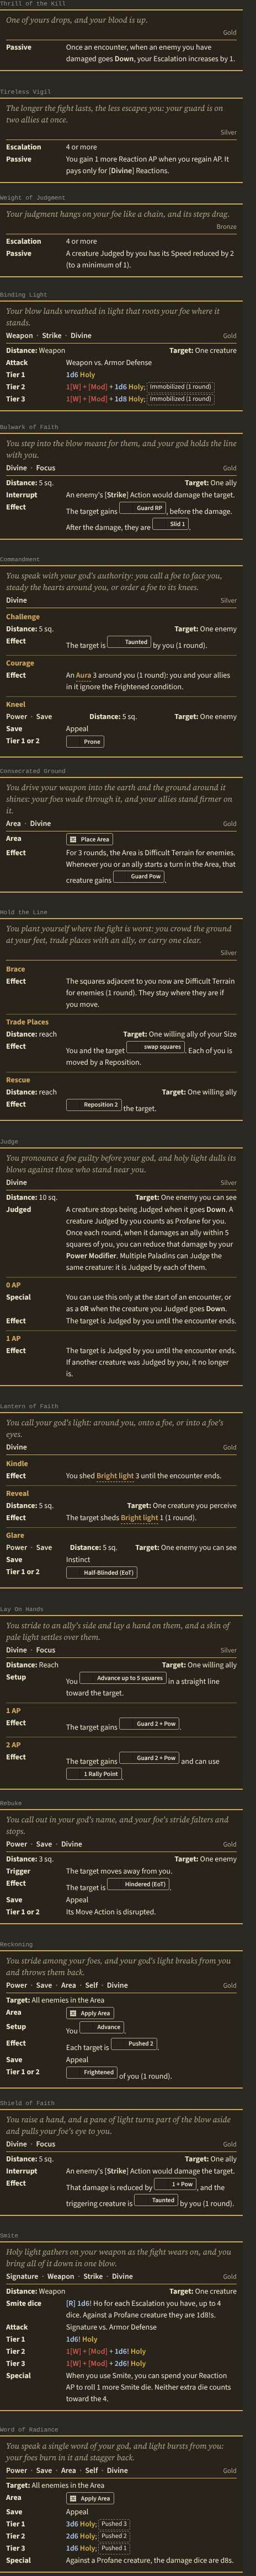 Thrill of the Kill
One of yours drops, and your blood is up.
Gold
Passive Once an encounter, when an enemy you have
damaged goes Down, your Escalation increases by 1.
Tireless Vigil
The longer the fight lasts, the less escapes you: your guard is on
two allies at once.
Silver
Escalation 4 or more
Passive You gain 1 more Reaction AP when you regain AP. It
pays only for [Divine] Reactions.
Weight of Judgment
Your judgment hangs on your foe like a chain, and its steps drag.
Bronze
Escalation 4 or more
Passive A creature Judged by you has its Speed reduced by 2
(to a minimum of 1).
Binding Light
Your blow lands wreathed in light that roots your foe where it
stands.
Weapon · Strike · Divine Gold
Distance: Weapon Target: One creature
Attack Weapon vs. Armor Defense
Tier 1 1d6 Holy
Tier 2 1[W] + [Mod] + 1d6 Holy; Immobilized (1 round)
Tier 3 1[W] + [Mod] + 1d8 Holy; Immobilized (1 round)
Bulwark of Faith
You step into the blow meant for them, and your god holds the line
with you.
Divine · Focus Gold
Distance: 5 sq. Target: One ally
Interrupt An enemy's [Strike] Action would damage the target.
Effect The target gains Guard RP, before the damage.
After the damage, they are Slid 1.
Commandment
You speak with your god's authority: you call a foe to face you,
steady the hearts around you, or order a foe to its knees.
Divine Silver
Challenge
Distance: 5 sq. Target: One enemy
Effect The target is Taunted by you (1 round).
Courage
Effect An Aura 3 around you (1 round): you and your allies
in it ignore the Frightened condition.
Kneel
Power · Save Distance: 5 sq. Target: One enemy
Save Appeal
Tier 1 or 2 Prone
Consecrated Ground
You drive your weapon into the earth and the ground around it
shines: your foes wade through it, and your allies stand firmer on
it.
Area · Divine Gold
Area Place Area
Effect For 3 rounds, the Area is Difficult Terrain for enemies.
Whenever you or an ally starts a turn in the Area, that
creature gains Guard Pow.
Hold the Line
You plant yourself where the fight is worst: you crowd the ground
at your feet, trade places with an ally, or carry one clear.
Silver
Brace
Effect The squares adjacent to you now are Difficult Terrain
for enemies (1 round). They stay where they are if
you move.
Trade Places
Distance: reach Target: One willing ally of your Size
Effect You and the target swap squares. Each of you is
moved by a Reposition.
Rescue
Distance: reach Target: One willing ally
Effect Reposition 2 the target.
Judge
You pronounce a foe guilty before your god, and holy light dulls its
blows against those who stand near you.
Divine Silver
Distance: 10 sq. Target: One enemy you can see
Judged A creature stops being Judged when it goes Down. A
creature Judged by you counts as Profane for you.
Once each round, when it damages an ally within 5
squares of you, you can reduce that damage by your
Power Modifier. Multiple Paladins can Judge the
same creature: it is Judged by each of them.
0 AP
Special You can use this only at the start of an encounter, or
as a 0R when the creature you Judged goes Down.
Effect The target is Judged by you until the encounter ends.
1 AP
Effect The target is Judged by you until the encounter ends.
If another creature was Judged by you, it no longer
is.
Lantern of Faith
You call your god's light: around you, onto a foe, or into a foe's
eyes.
Divine Gold
Kindle
Effect You shed Bright light 3 until the encounter ends.
Reveal
Distance: 5 sq. Target: One creature you perceive
Effect The target sheds Bright light 1 (1 round).
Glare
Power · Save Distance: 5 sq. Target: One enemy you can see
Save Instinct
Tier 1 or 2 Half-Blinded (EoT)
Lay On Hands
You stride to an ally's side and lay a hand on them, and a skin of
pale light settles over them.
Divine · Focus Silver
Distance: Reach Target: One willing ally
Setup You Advance up to 5 squares in a straight line
toward the target.
1 AP
Effect The target gains Guard 2 + Pow.
2 AP
Effect The target gains Guard 2 + Pow and can use
1 Rally Point.
Rebuke
You call out in your god's name, and your foe's stride falters and
stops.
Power · Save · Divine Gold
Distance: 3 sq. Target: One enemy
Trigger The target moves away from you.
Effect The target is Hindered (EoT).
Save Appeal
Tier 1 or 2 Its Move Action is disrupted.
Reckoning
You stride among your foes, and your god's light breaks from you
and throws them back.
Power · Save · Area · Self · Divine Gold
Target: All enemies in the Area
Area Apply Area
Setup You Advance.
Effect Each target is Pushed 2.
Save Appeal
Tier 1 or 2 Frightened of you (1 round).
Shield of Faith
You raise a hand, and a pane of light turns part of the blow aside
and pulls your foe's eye to you.
Divine · Focus Gold
Distance: 5 sq. Target: One ally
Interrupt An enemy's [Strike] Action would damage the target.
Effect That damage is reduced by 1 + Pow, and the
triggering creature is Taunted by you (1 round).
Smite
Holy light gathers on your weapon as the fight wears on, and you
bring all of it down in one blow.
Signature · Weapon · Strike · Divine
Distance: Weapon Target: One creature
Smite dice [R] 1d6! Ho for each Escalation you have, up to 4
dice. Against a Profane creature they are 1d8!s.
Attack Signature vs. Armor Defense
Tier 1 1d6! Holy
Tier 2 1[W] + [Mod] + 1d6! Holy
Tier 3 1[W] + [Mod] + 2d6! Holy
Special When you use Smite, you can spend your Reaction
AP to roll 1 more Smite die. Neither extra die counts
toward the 4.
Word of Radiance
You speak a single word of your god, and light bursts from you:
your foes burn in it and stagger back.
Power · Save · Area · Divine Gold
Target: All enemies in the Area
Area Apply Area
Save Appeal
Tier 1 3d6 Holy; Pushed 3
Tier 2 2d6 Holy; Pushed 2
Tier 3 1d6 Holy; Pushed 1
Special Against a Profane creature, the damage dice are d8s.